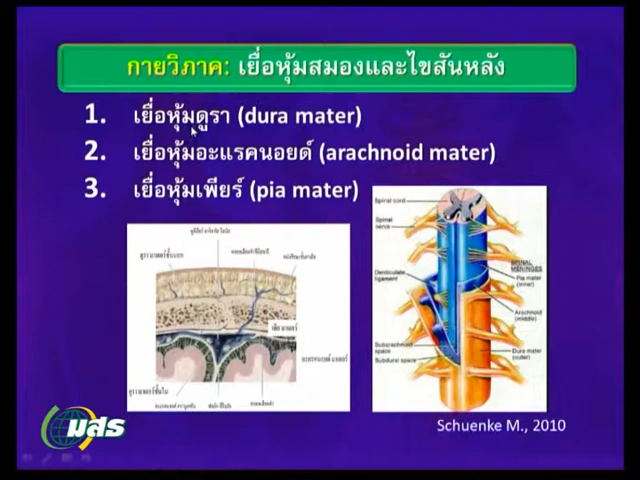 กายวิภาค: เยื่อหุ้มสมองและไขสันหลัง
1. เยื่อหุ้มดูรา (dura mater)
2. เยื่อหุ้มอะแรคนอยด์ (arachnoid mater)
3. เยื่อหุ้มเพียร์ (pia mater)
Spinal cord
Spinal nerve
Denticulate ligament
Subarachnoid space
Subdural space
SPINAL MENINGES
Pia mater (inner)
Arachnoid (middle)
Dura mater (outer)
มสธ
Schuenke M., 2010